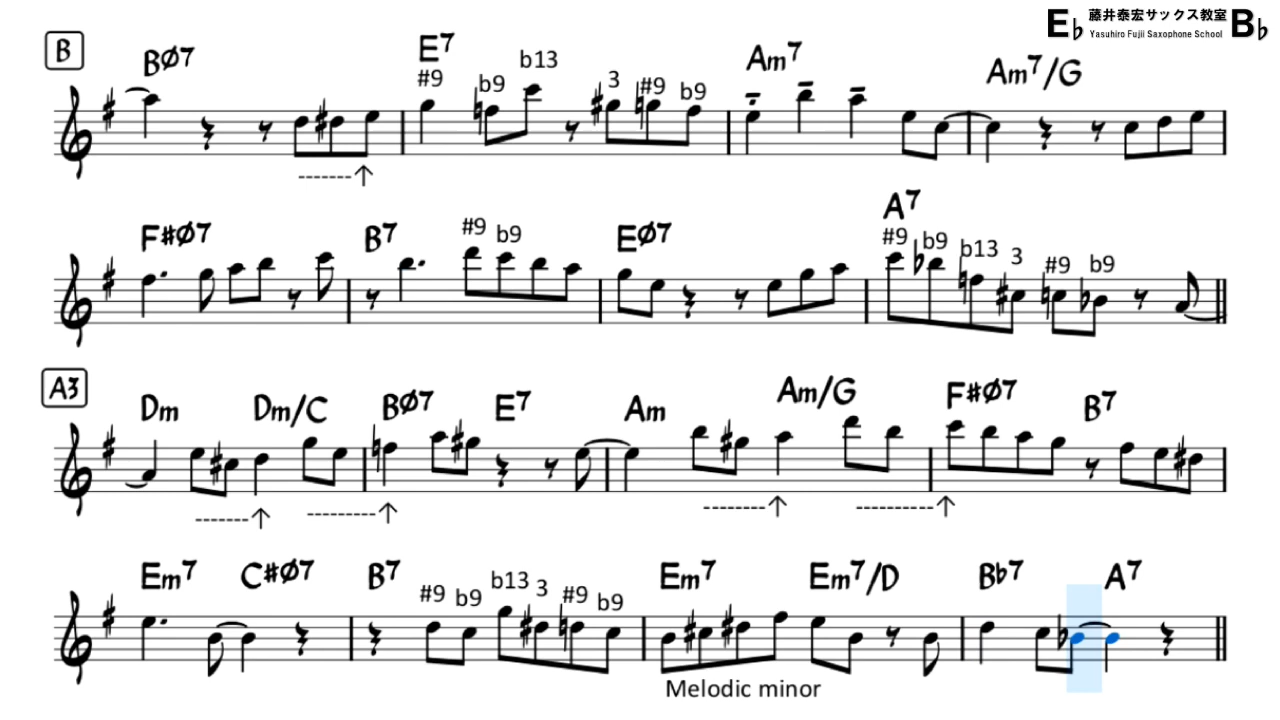 E♭ 藤井泰宏サックス教室 B♭
Yasuhiro Fujii Saxophone School
B
BØ7 E7 Am7 Am7/G
#9 b9 b13 3 #9 b9
F#Ø7 B7 EØ7 A7
#9 b9 #9 b9 b13 3 #9 b9
A3
Dm Dm/C BØ7 E7 Am Am/G F#Ø7 B7
Em7 C#Ø7 B7 Em7 Em7/D Bb7 A7
#9 b9 b13 3 #9 b9
Melodic minor